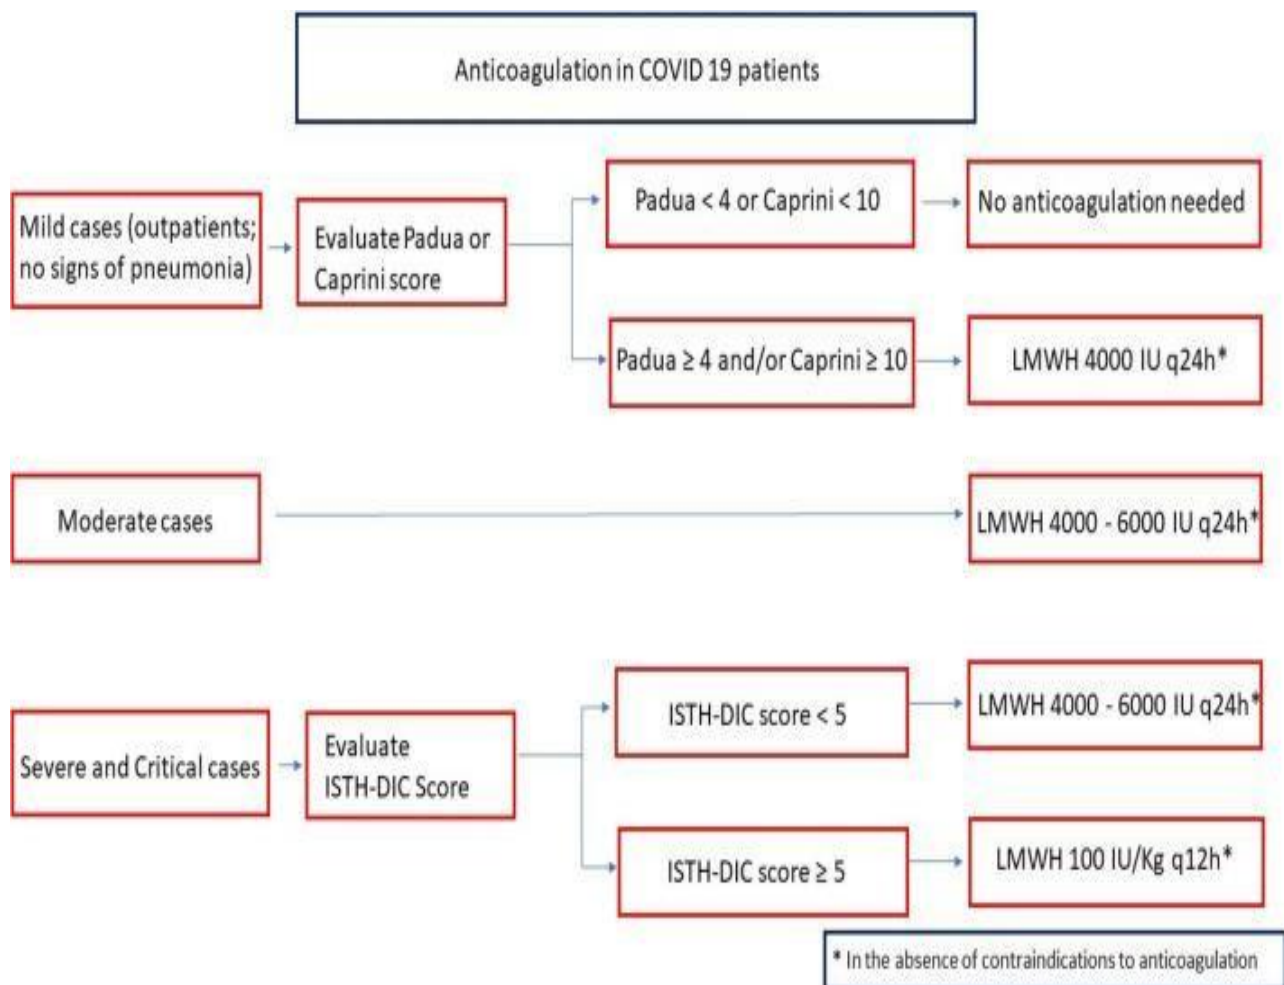 Anticoagulation in COVID 19 patients
Mild cases (outpatients;
no signs of pneumonia)
Evaluate Padua or
Caprini score
Padua < 4 or Caprini < 10
No anticoagulation needed
Padua ≥ 4 and/or Caprini ≥ 10
LMWH 4000 IU q24h*
Moderate cases
LMWH 4000 - 6000 IU q24h*
Severe and Critical cases
Evaluate
ISTH-DIC Score
ISTH-DIC score < 5
LMWH 4000 - 6000 IU q24h*
ISTH-DIC score ≥ 5
LMWH 100 IU/Kg q12h*
* In the absence of contraindications to anticoagulation